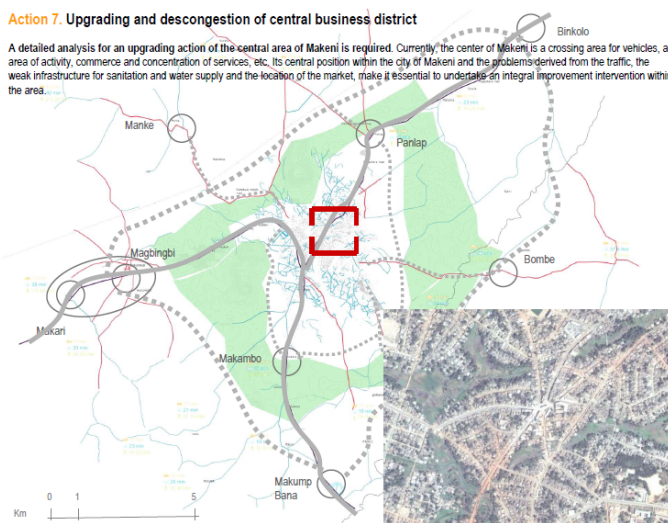 Action 7. Upgrading and descongestion of central business district
A detailed analysis for an upgrading action of the central area of Makeni is required. Currently, the center of Makeni is a crossing area for vehicles, a
area of activity, commerce and concentration of services, etc. Its central position within the city of Makeni and the problems derived from the traffic, the
weak infrastructure for sanitation and water supply and the location of the market, make it essential to undertake an integral improvement intervention withi
the area.
Binkolo
Manke
Panlap
Magbingbi
Bombe
Makari
Makambo
Makump
Bana
0 1 5
Km